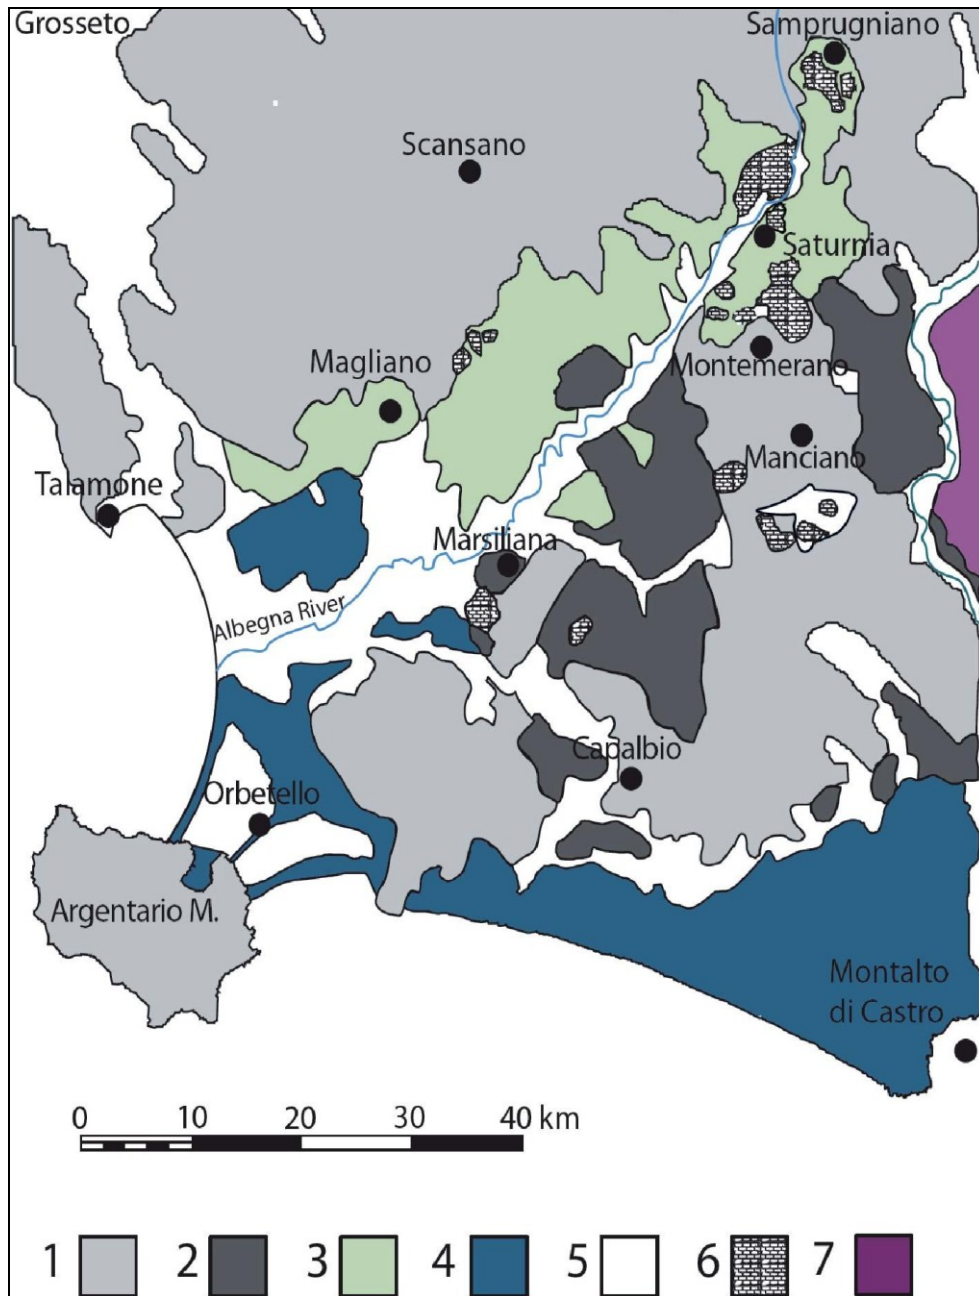 Grosseto
Samprugniano
Scansano
Saturnia
Magliano
Montemerano
Manciano
Talamone
Marsiliana
Albegna River
Capalbio
Orbetello
Argentario M.
Montalto
di Castro
0 10 20 30 40 km
1 2 3 4 5 6 7